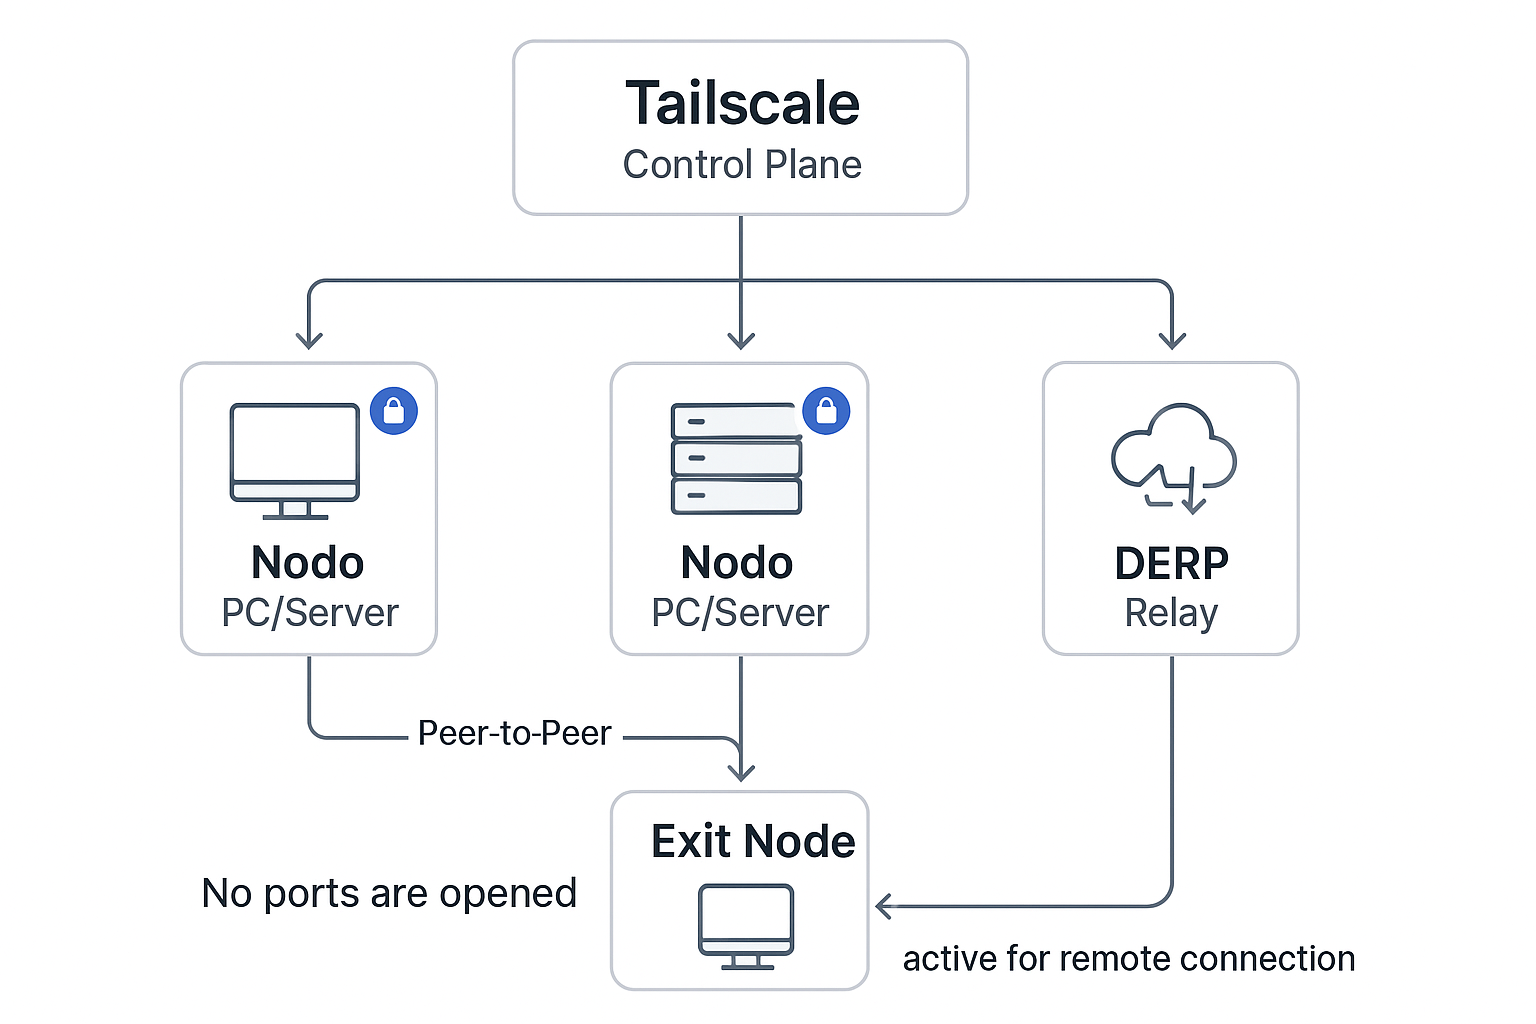 Tailscale
Control Plane
Nodo
PC/Server
Nodo
PC/Server
DERP
Relay
Peer-to-Peer
Exit Node
No ports are opened
active for remote connection